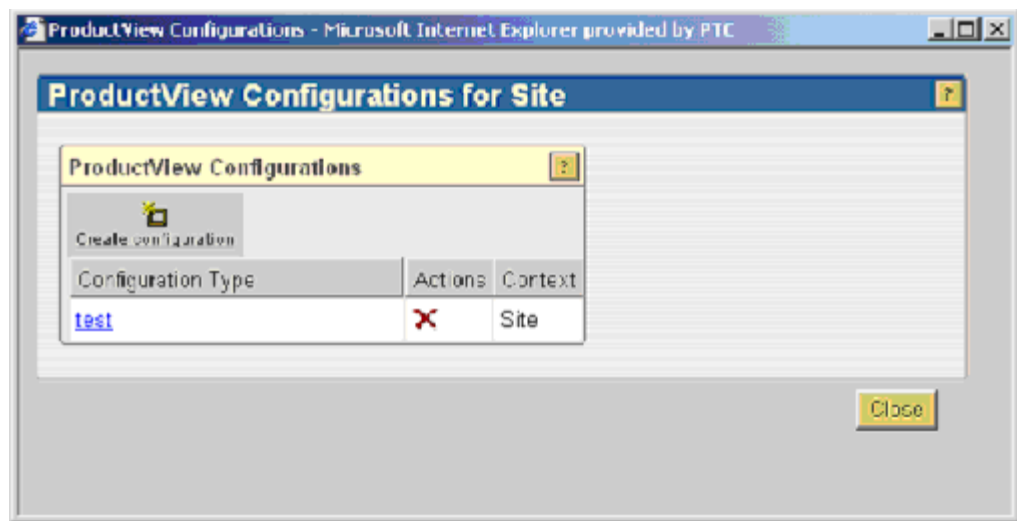 ProductView Configurations - Microsoft Internet Explorer provided by PTC
ProductView Configurations for Site
?
ProductView Configurations
?
Create configuration
Configuration Type Actions Context
test Site
Close